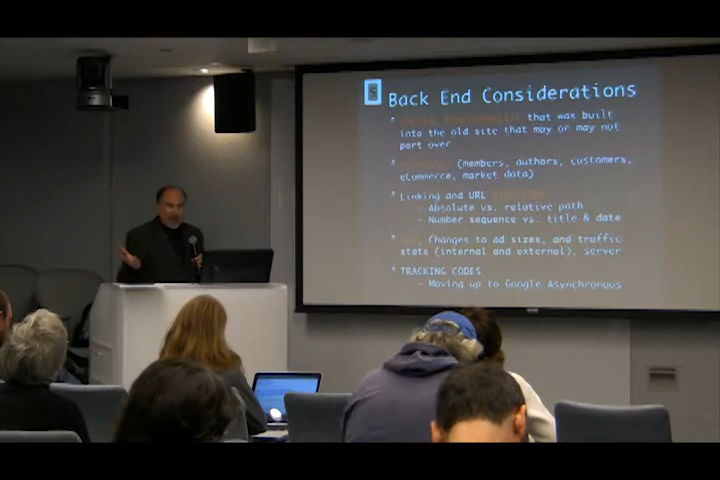 Back End Considerations
that was built
into the old site that may or may not
port over
(members, authors, customers,
eCommerce, market data)
Linking and URL
- Absolute vs. relative path
- Number sequence vs. title & date
Changes to ad sizes, and traffic
stats (internal and external), server
TRACKING CODES
- Moving up to Google Asynchronous